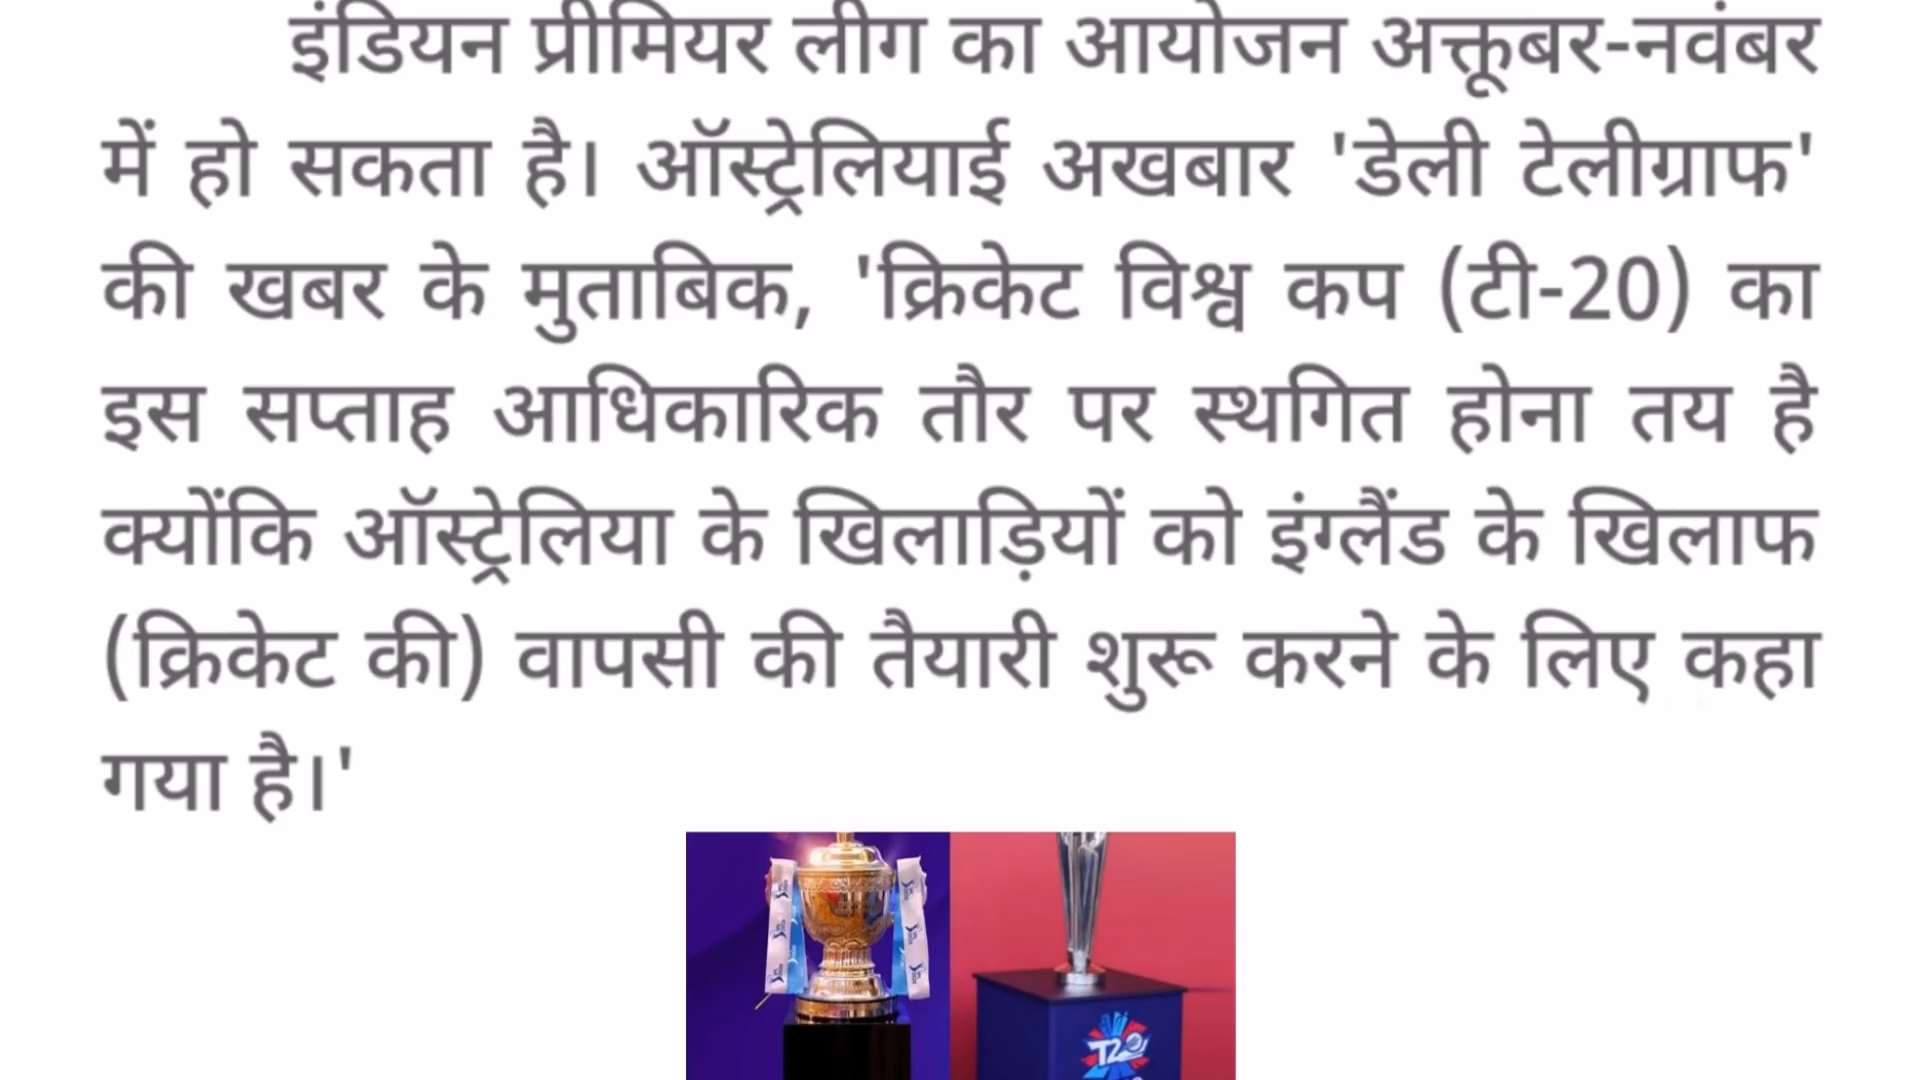 इंडियन प्रीमियर लीग का आयोजन अक्तूबर-नवंबर
में हो सकता है। ऑस्ट्रेलियाई अखबार 'डेली टेलीग्राफ'
की खबर के मुताबिक, 'क्रिकेट विश्व कप (टी-20) का
इस सप्ताह आधिकारिक तौर पर स्थगित होना तय है
क्योंकि ऑस्ट्रेलिया के खिलाड़ियों को इंग्लैंड के खिलाफ
(क्रिकेट की) वापसी की तैयारी शुरू करने के लिए कहा
गया है।'
T20